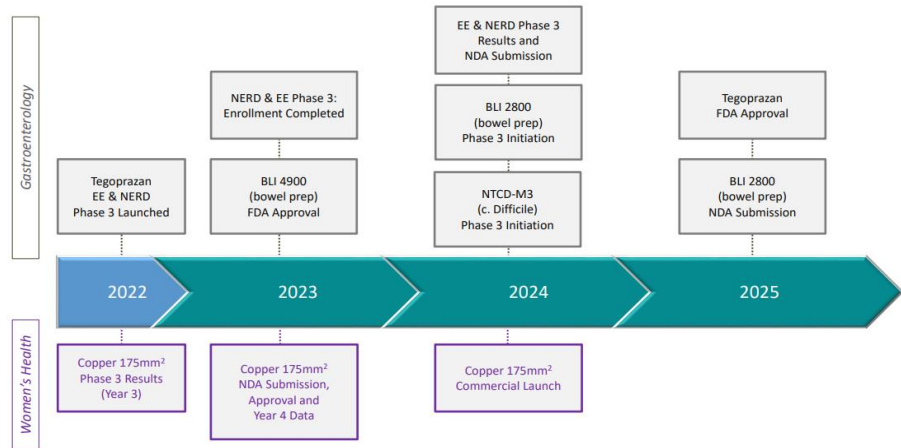 Gastroenterology
EE & NERD Phase 3
Results and
NDA Submission
NERD & EE Phase 3:
Enrollment Completed
BLI 2800
(bowel prep)
Phase 3 Initiation
Tegoprazan
FDA Approval
Tegoprazan
EE & NERD
Phase 3 Launched
BLI 4900
(bowel prep)
FDA Approval
NTCD-M3
(c. Difficile)
Phase 3 Initiation
BLI 2800
(bowel prep)
NDA Submission
2022
2023
2024
2025
Women's Health
Copper 175mm²
Phase 3 Results
(Year 3)
Copper 175mm²
NDA Submission,
Approval and
Year 4 Data
Copper 175mm²
Commercial Launch